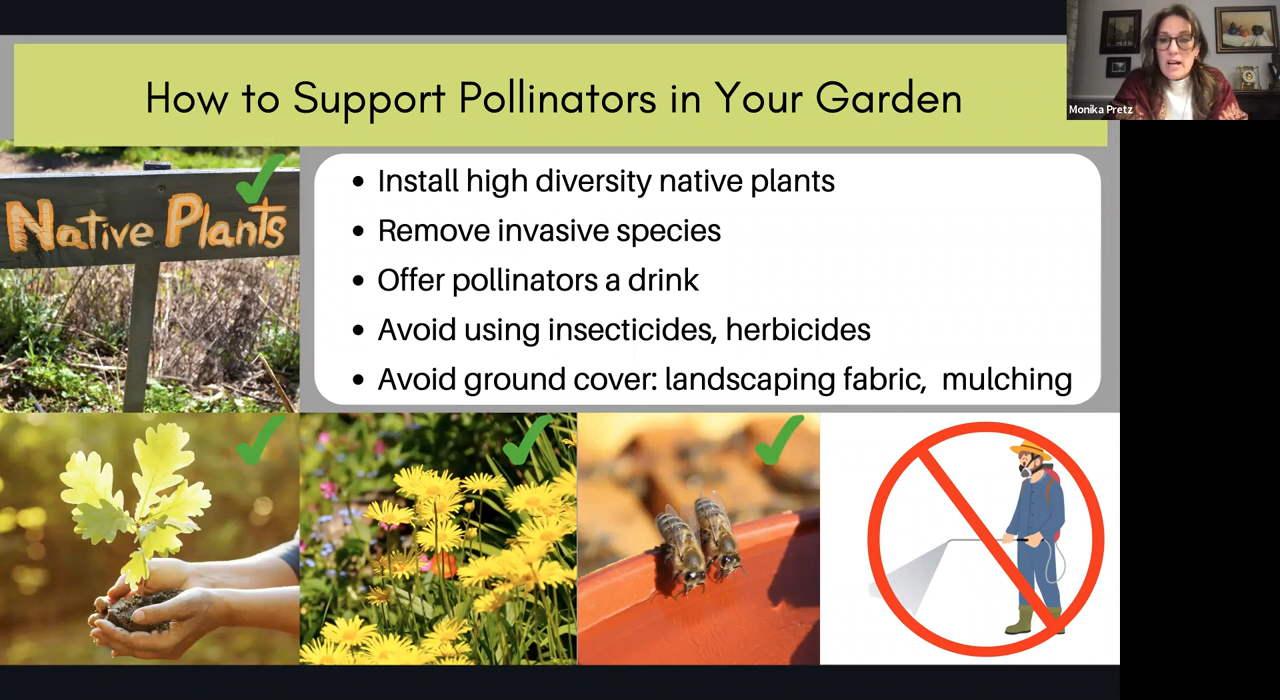 How to Support Pollinators in Your Garden
Monika Pretz
Native Plants
• Install high diversity native plants
• Remove invasive species
• Offer pollinators a drink
• Avoid using insecticides, herbicides
• Avoid ground cover: landscaping fabric, mulching